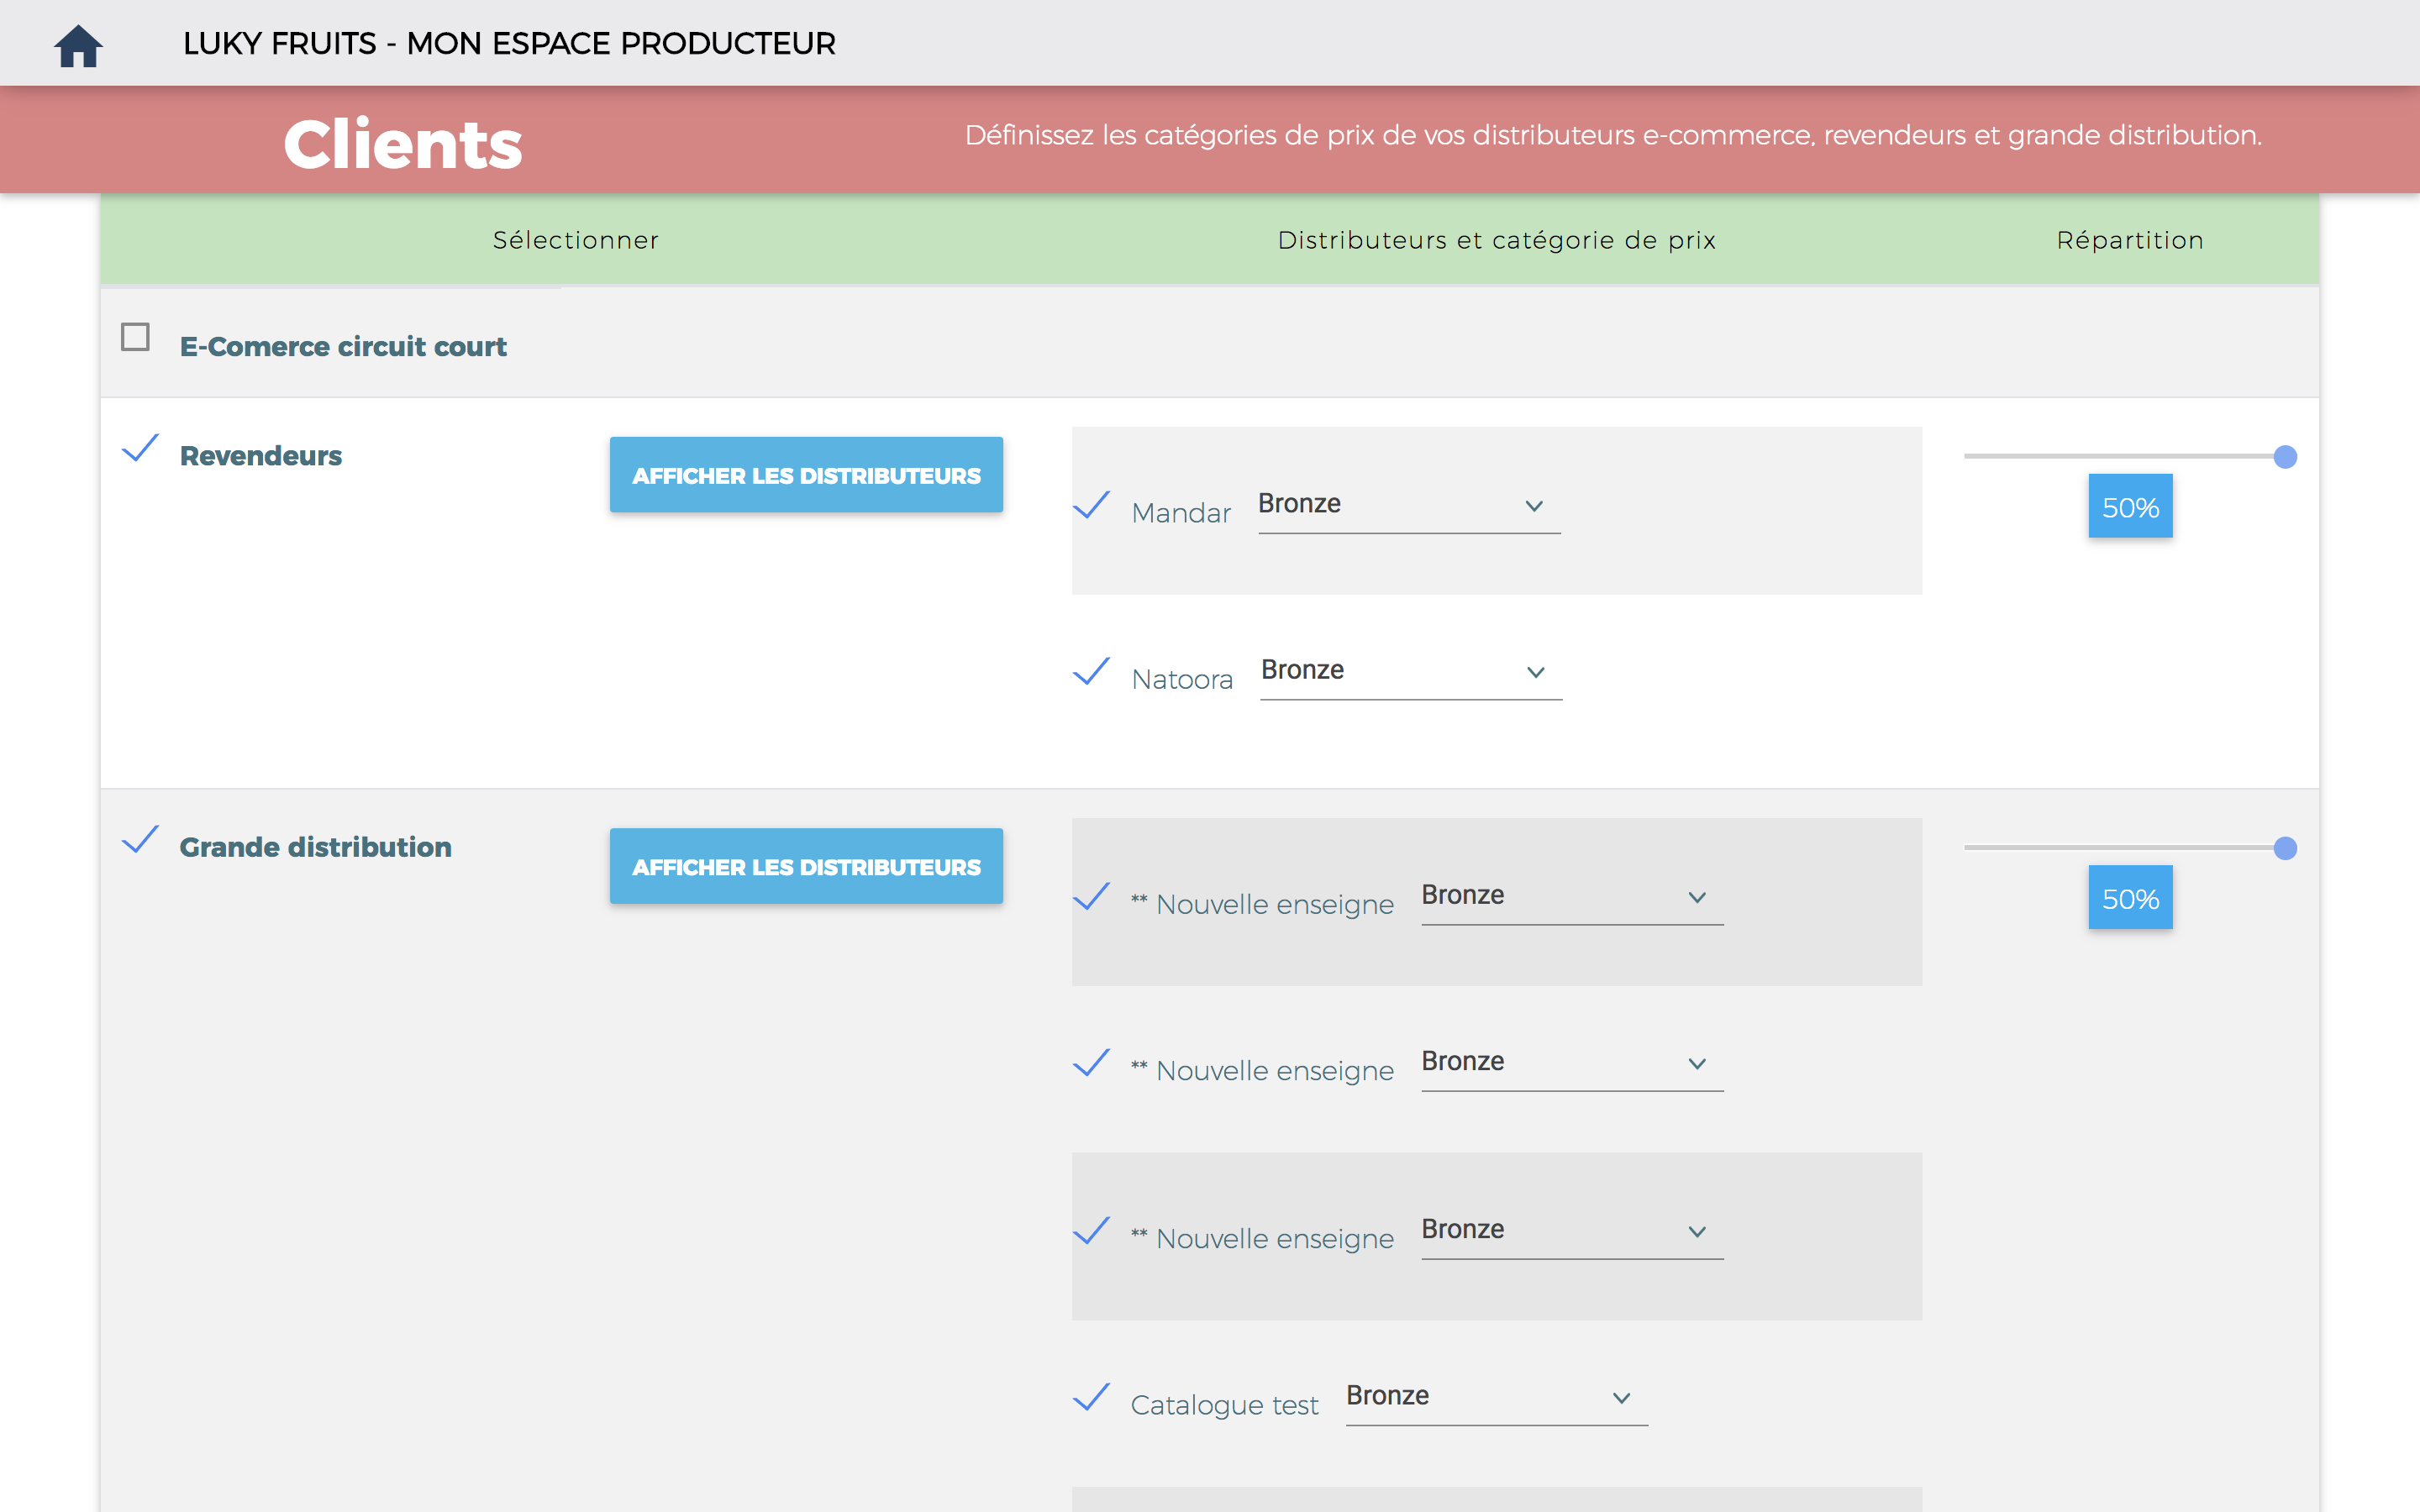 LUKY FRUITS - MON ESPACE PRODUCTEUR
Clients
Définissez les catégories de prix de vos distributeurs e-commerce, revendeurs et grande distribution.
Sélectionner
Distributeurs et catégorie de prix
Répartition
E-Comerce circuit court
Revendeurs
AFFICHER LES DISTRIBUTEURS
Mandar
Bronze
50%
Natoora
Bronze
Grande distribution
AFFICHER LES DISTRIBUTEURS
** Nouvelle enseigne
Bronze
50%
** Nouvelle enseigne
Bronze
** Nouvelle enseigne
Bronze
Catalogue test
Bronze